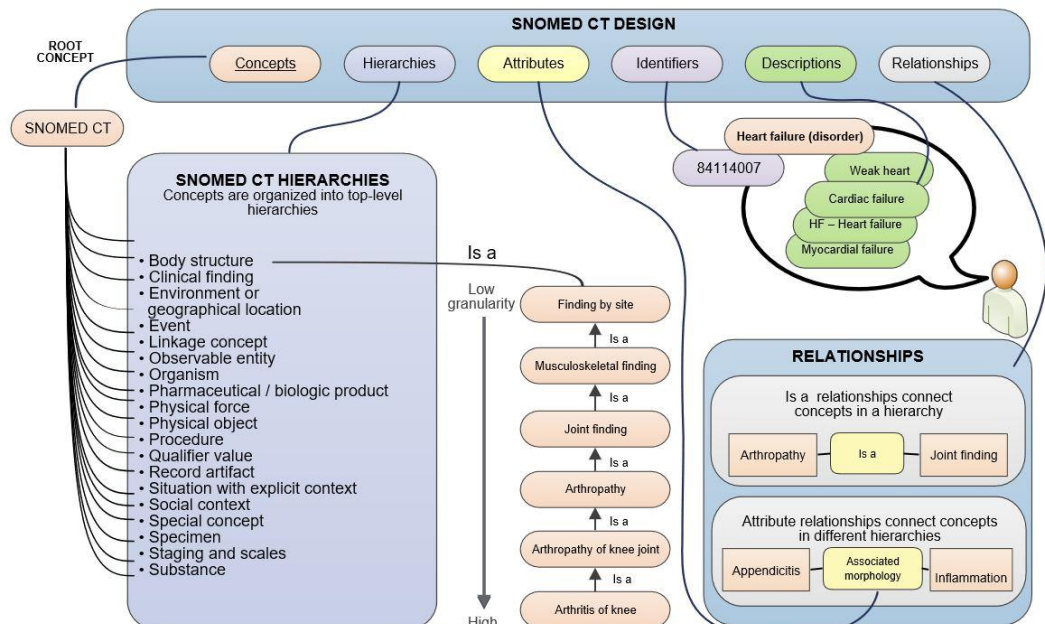 SNOMED CT DESIGN
ROOT
CONCEPT
Concepts
Hierarchies
Attributes
Identifiers
Descriptions
Relationships
SNOMED CT
Heart failure (disorder)
84114007
Weak heart
Cardiac failure
HF – Heart failure
Myocardial failure
SNOMED CT HIERARCHIES
Concepts are organized into top-level
hierarchies
• Body structure
• Clinical finding
• Environment or
geographical location
• Event
• Linkage concept
• Observable entity
• Organism
• Pharmaceutical / biologic product
• Physical force
• Physical object
• Procedure
• Qualifier value
• Record artifact
• Situation with explicit context
• Social context
• Special concept
• Specimen
• Staging and scales
• Substance
Is a
Low
granularity
High
Finding by site
Is a
Musculoskeletal finding
Is a
Joint finding
Is a
Arthropathy
Is a
Arthropathy of knee joint
Is a
Arthritis of knee
RELATIONSHIPS
Is a relationships connect
concepts in a hierarchy
Arthropathy
Is a
Joint finding
Attribute relationships connect concepts
in different hierarchies
Appendicitis
Associated
morphology
Inflammation